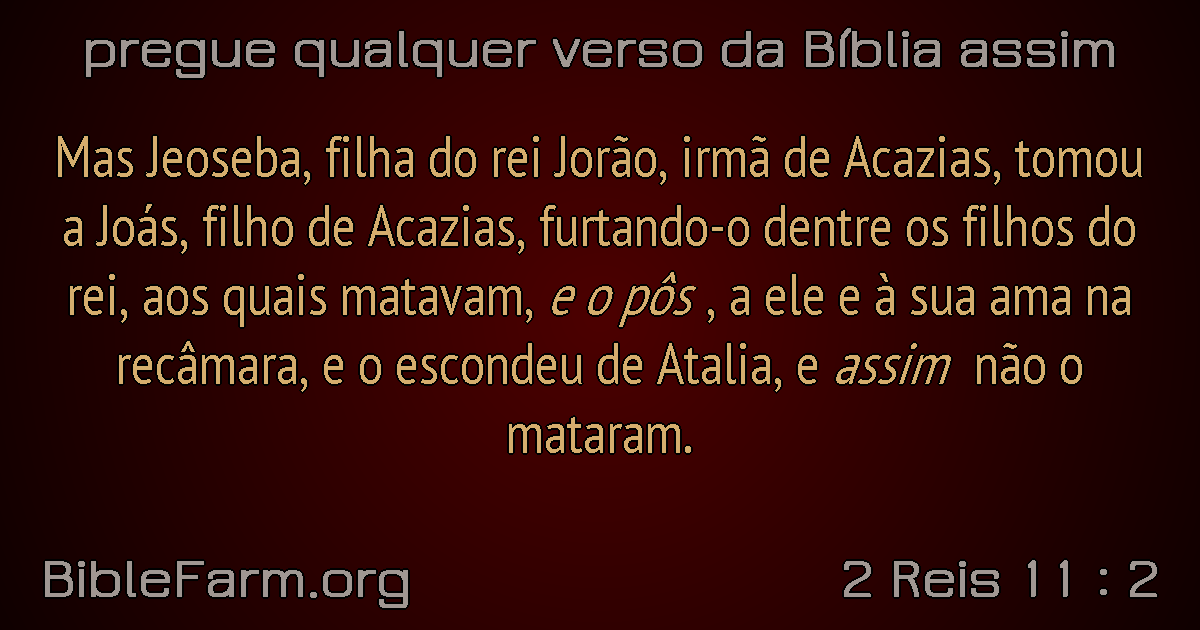 pregue qualquer verso da Bíblia assim
Mas Jeoseba, filha do rei Jorão, irmã de Acazias, tomou
a Joás, filho de Acazias, furtando-o dentre os filhos do
rei, aos quais matavam, e o pôs , a ele e à sua ama na
recâmara, e o escondeu de Atalia, e assim  não o
mataram.
BibleFarm.org
2 Reis 11 : 2